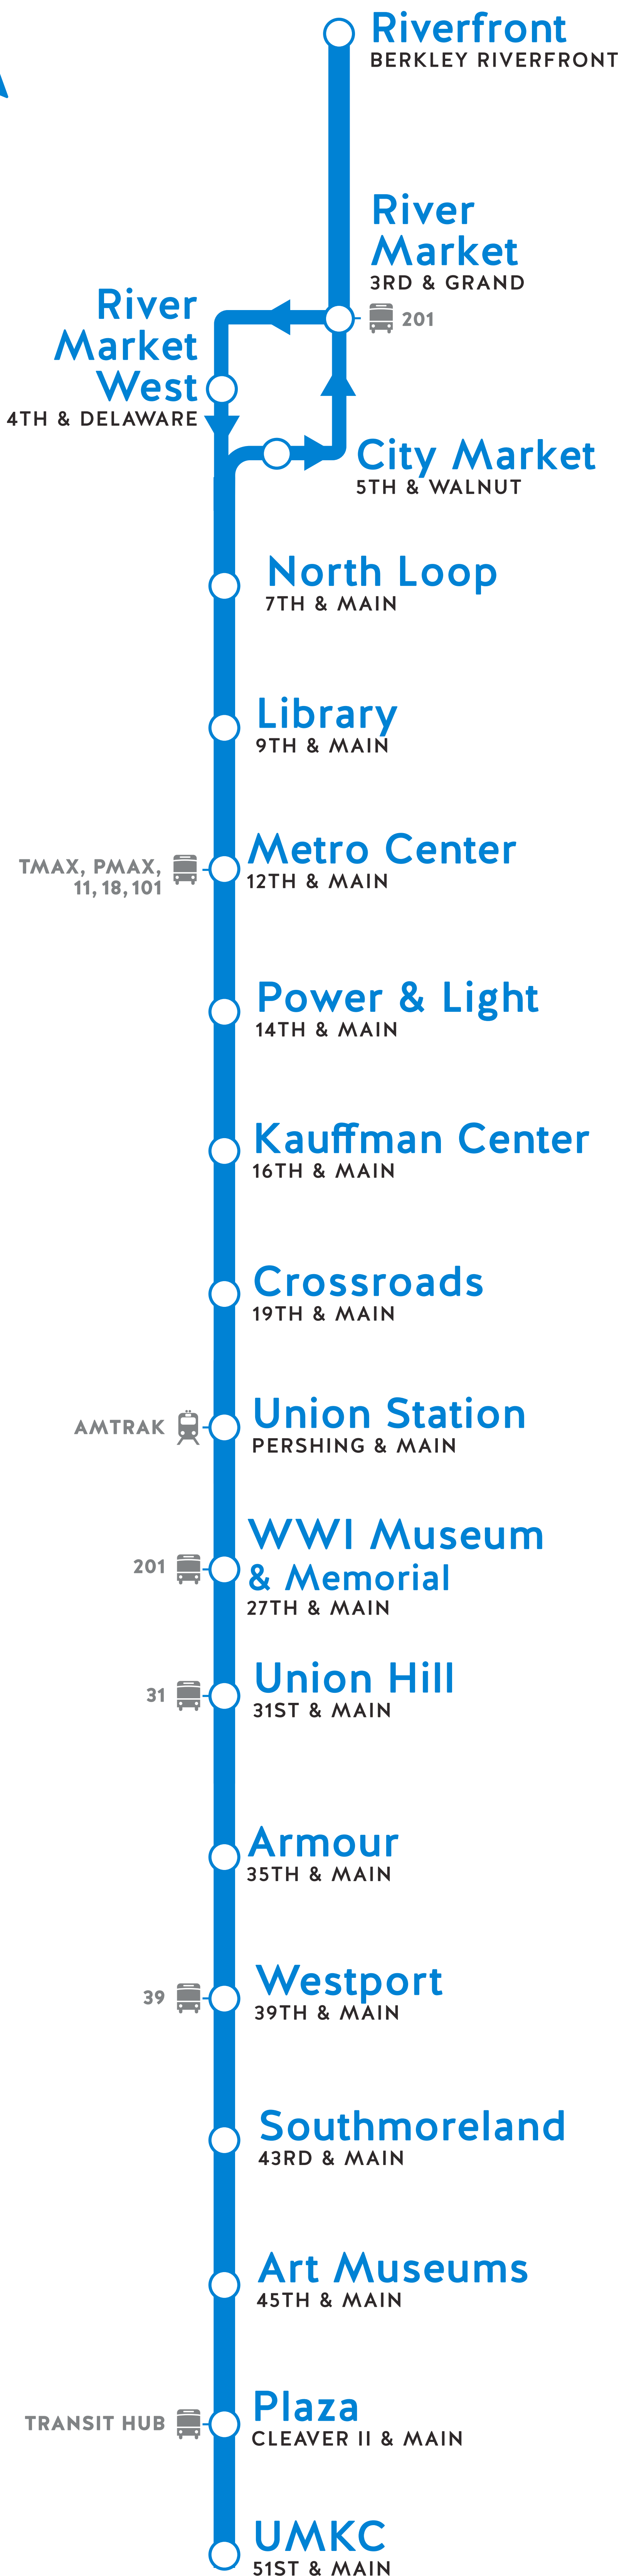 Riverfront
BERKLEY RIVERFRONT
River
Market
3RD & GRAND
201
River
Market
West
4TH & DELAWARE
City Market
5TH & WALNUT
North Loop
7TH & MAIN
Library
9TH & MAIN
Metro Center
12TH & MAIN
TMAX, PMAX,
11, 18, 101
Power & Light
14TH & MAIN
Kauffman Center
16TH & MAIN
Crossroads
19TH & MAIN
Union Station
PERSHING & MAIN
AMTRAK
WWI Museum
& Memorial
27TH & MAIN
201
Union Hill
31ST & MAIN
31
Armour
35TH & MAIN
Westport
39TH & MAIN
39
Southmoreland
43RD & MAIN
Art Museums
45TH & MAIN
Plaza
CLEAVER II & MAIN
TRANSIT HUB
UMKC
51ST & MAIN